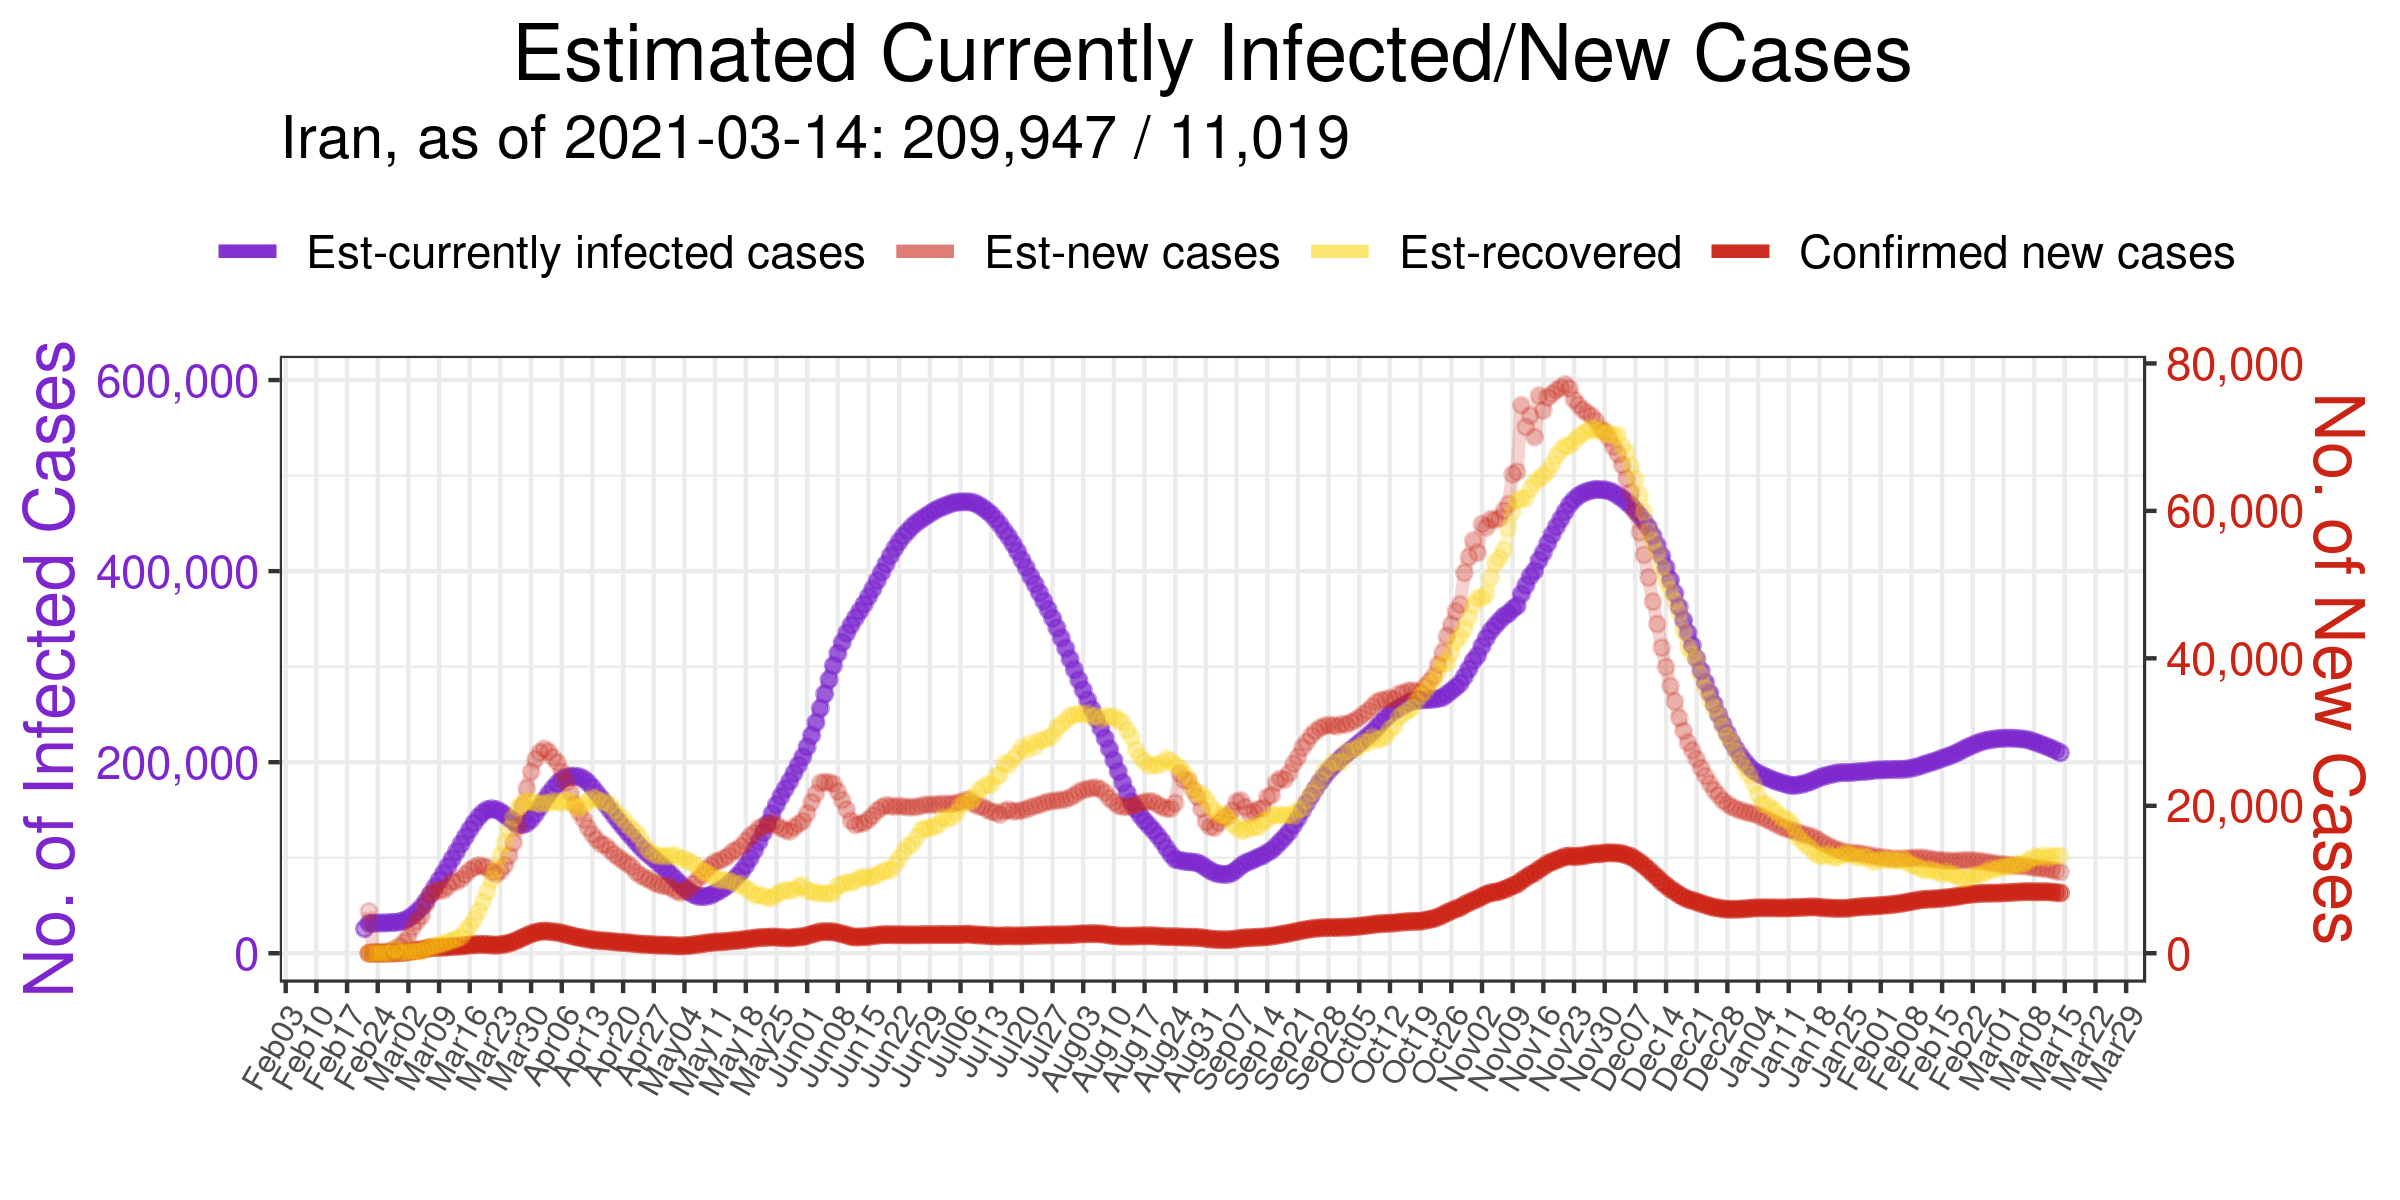 Estimated Currently Infected/New Cases
Iran, as of 2021-03-14: 209,947 / 11,019
Est-currently infected cases Est-new cases Est-recovered Confirmed new cases
No. of Infected Cases
600,000
400,000
200,000
0
80,000
60,000
40,000
20,000
0
No. of New Cases
Feb03 Feb10 Feb17 Feb24 Mar02 Mar09 Mar16 Mar23 Mar30 Apr06 Apr13 Apr20 Apr27 May04 May11 May18 May25 Jun01 Jun08 Jun15 Jun22 Jun29 Jul06 Jul13 Jul20 Jul27 Aug03 Aug10 Aug17 Aug24 Aug31 Sep07 Sep14 Sep21 Sep28 Oct05 Oct12 Oct19 Oct26 Nov02 Nov09 Nov16 Nov23 Nov30 Dec07 Dec14 Dec21 Dec28 Jan04 Jan11 Jan18 Jan25 Feb01 Feb08 Feb15 Feb22 Mar01 Mar08 Mar15 Mar22 Mar29